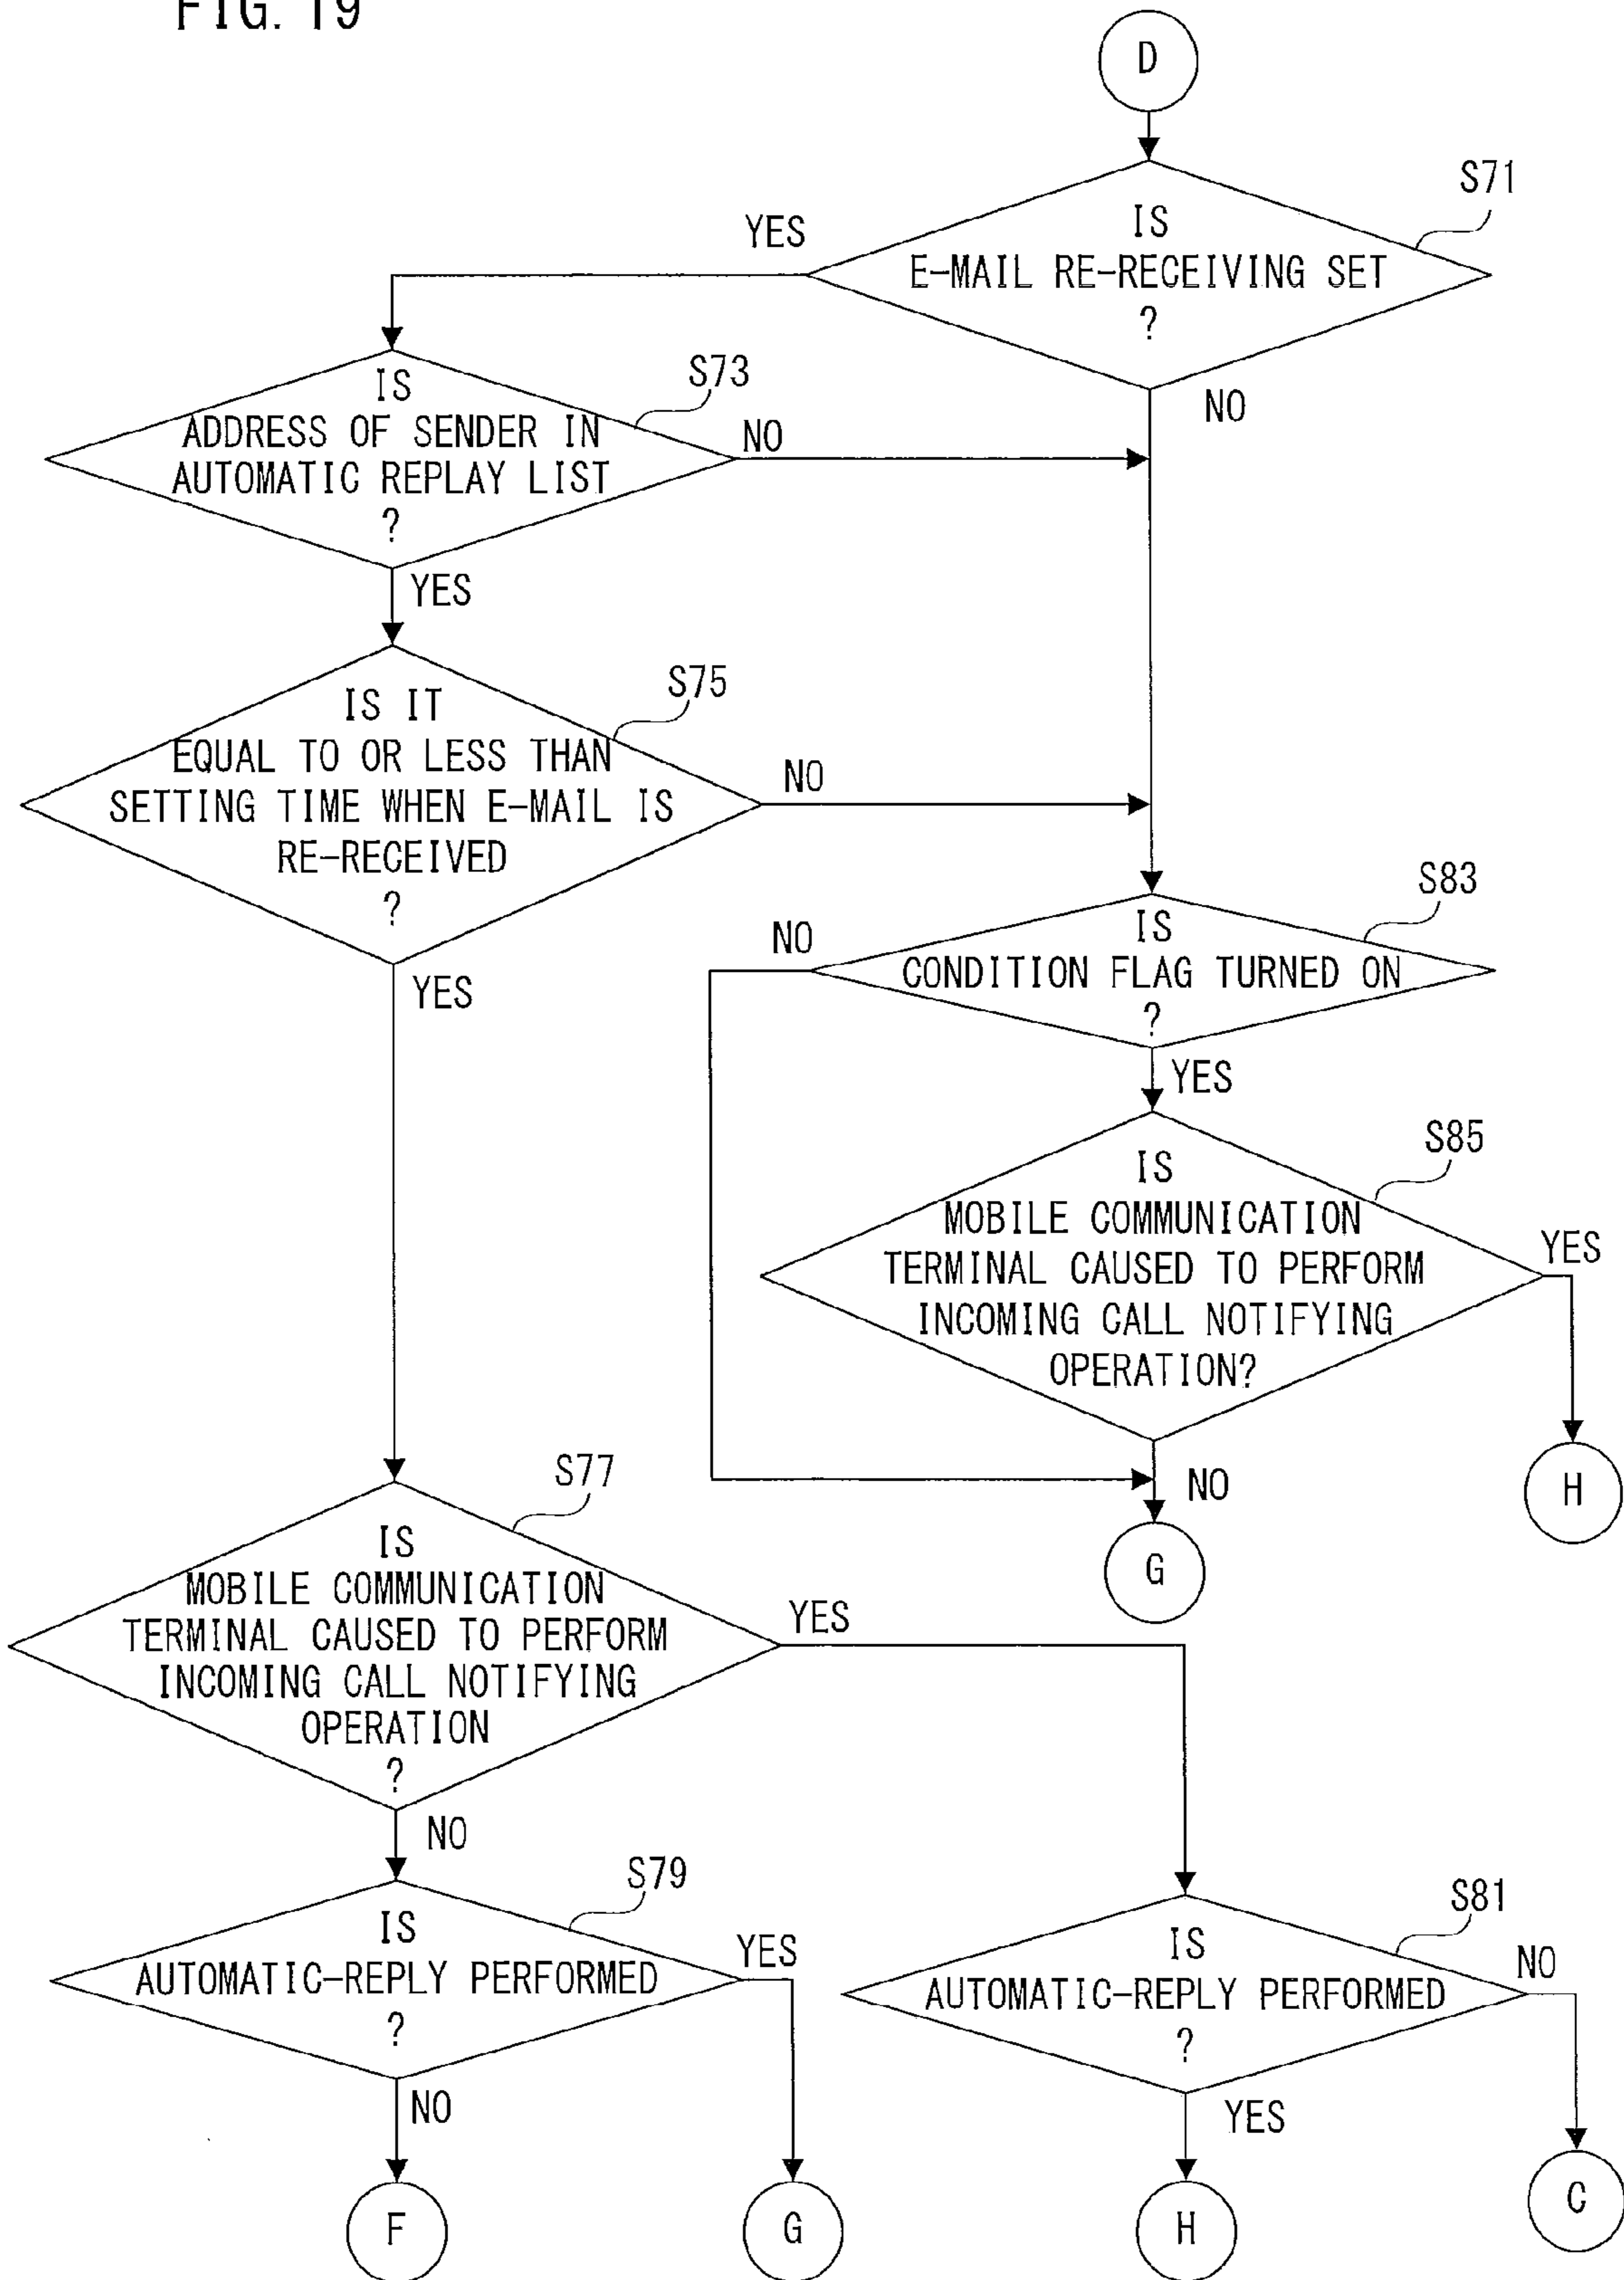 FIG. 19
D
S71
IS
E-MAIL RE-RECEIVING SET
?
YES
NO
S73
IS
ADDRESS OF SENDER IN
AUTOMATIC REPLAY LIST
?
NO
YES
S75
IS IT
EQUAL TO OR LESS THAN
SETTING TIME WHEN E-MAIL IS
RE-RECEIVED
?
NO
YES
S83
IS
CONDITION FLAG TURNED ON
?
NO
YES
S85
IS
MOBILE COMMUNICATION
TERMINAL CAUSED TO PERFORM
INCOMING CALL NOTIFYING
OPERATION?
YES
NO
H
G
S77
IS
MOBILE COMMUNICATION
TERMINAL CAUSED TO PERFORM
INCOMING CALL NOTIFYING
OPERATION
?
YES
NO
S79
IS
AUTOMATIC-REPLY PERFORMED
?
YES
NO
S81
IS
AUTOMATIC-REPLY PERFORMED
?
NO
YES
F
G
H
C